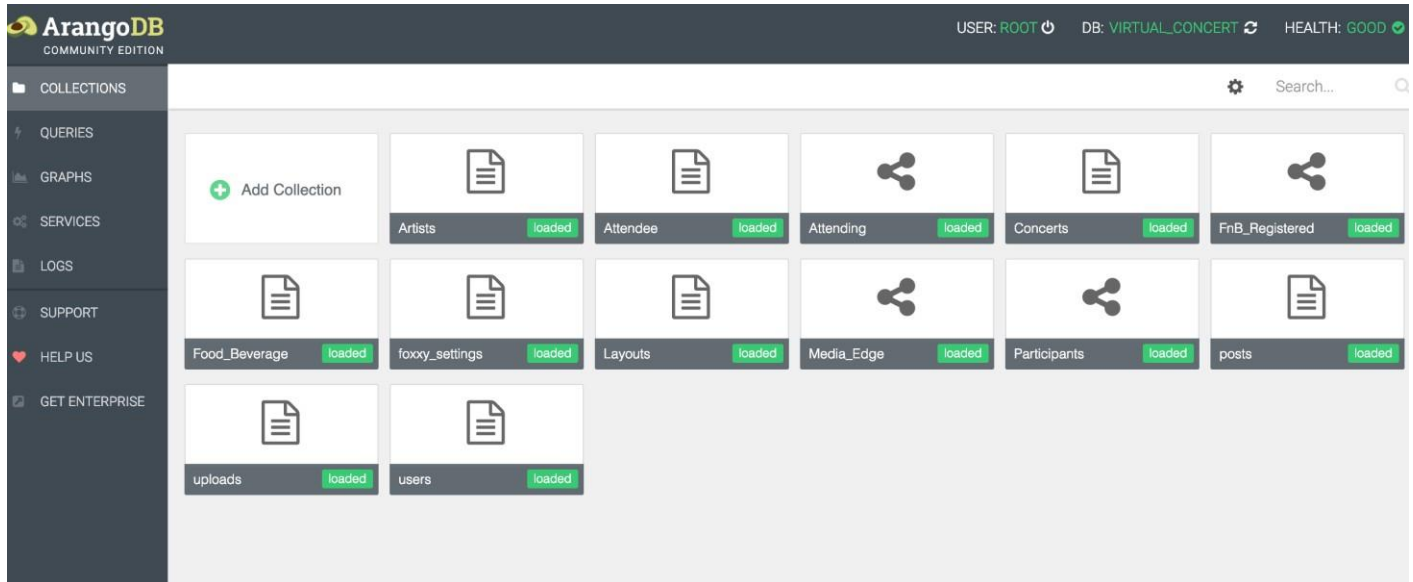 ArangoDB
COMMUNITY EDITION
USER: ROOT DB: VIRTUAL_CONCERT HEALTH: GOOD
COLLECTIONS
Search...
QUERIES
GRAPHS
SERVICES
LOGS
SUPPORT
HELP US
GET ENTERPRISE
Add Collection
Artists loaded
Attendee loaded
Attending loaded
Concerts loaded
FnB_Registered loaded
Food_Beverage loaded
foxxy_settings loaded
Layouts loaded
Media_Edge loaded
Participants loaded
posts loaded
uploads loaded
users loaded